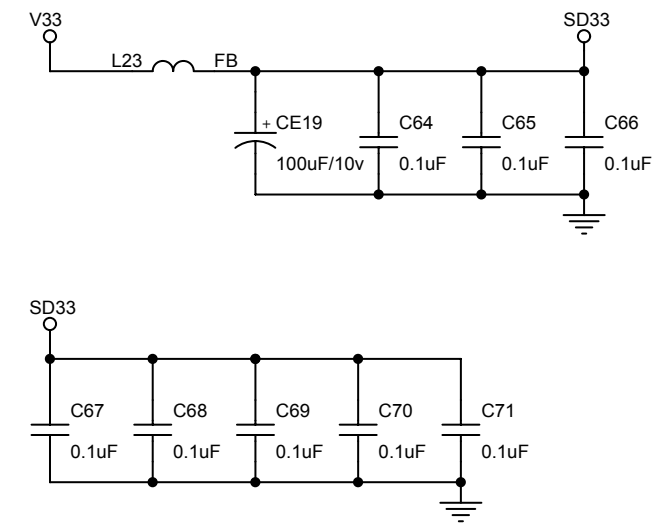 V33
SD33
L23 FB
+ CE19 C64 C65 C66
100uF/10v 0.1uF 0.1uF 0.1uF
SD33
C67 C68 C69 C70 C71
0.1uF 0.1uF 0.1uF 0.1uF 0.1uF